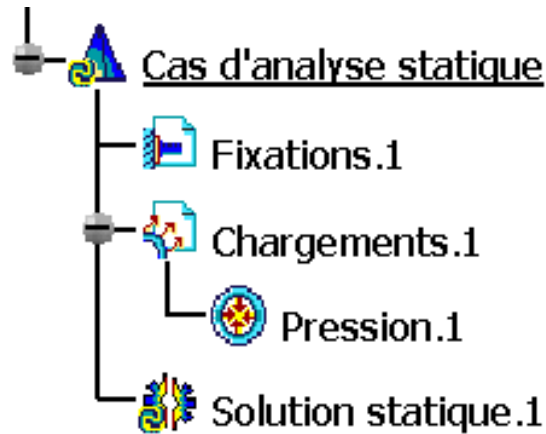 Cas d'analyse statique
Fixations.1
Chargements.1
Pression.1
Solution statique.1